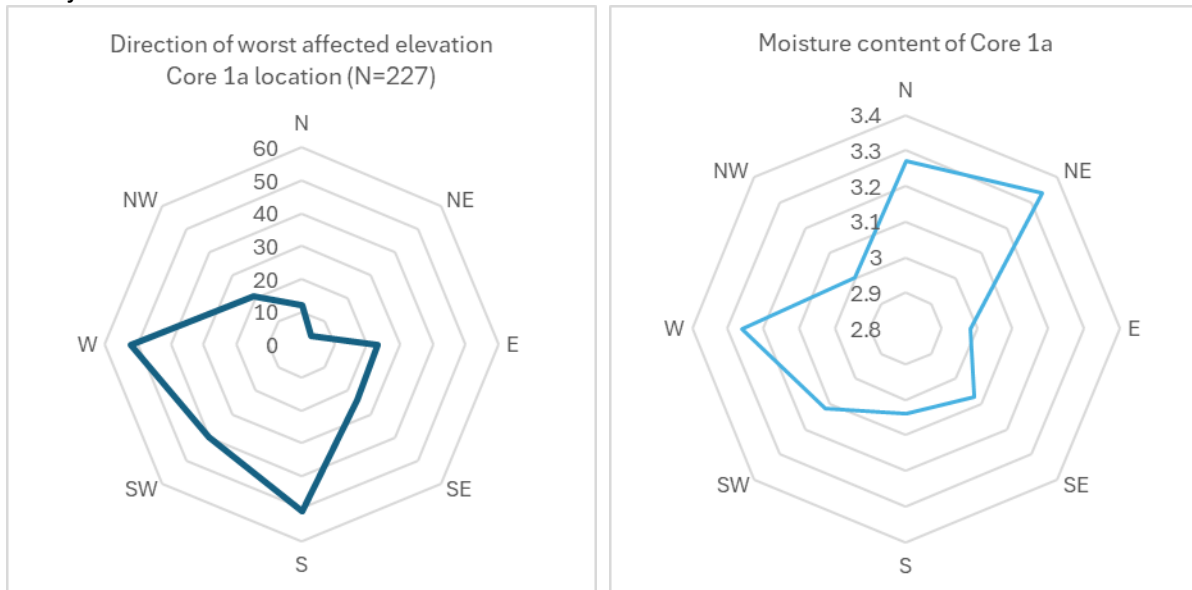 Direction of worst affected elevation
Core 1a location (N=227)
N
60
50
NW
NE
40
30
20
10
W
0
E
SW
SE
S
Moisture content of Core 1a
N
3.4
3.3
NW
NE
3.2
3.1
3
2.9
W
2.8
E
SW
SE
S